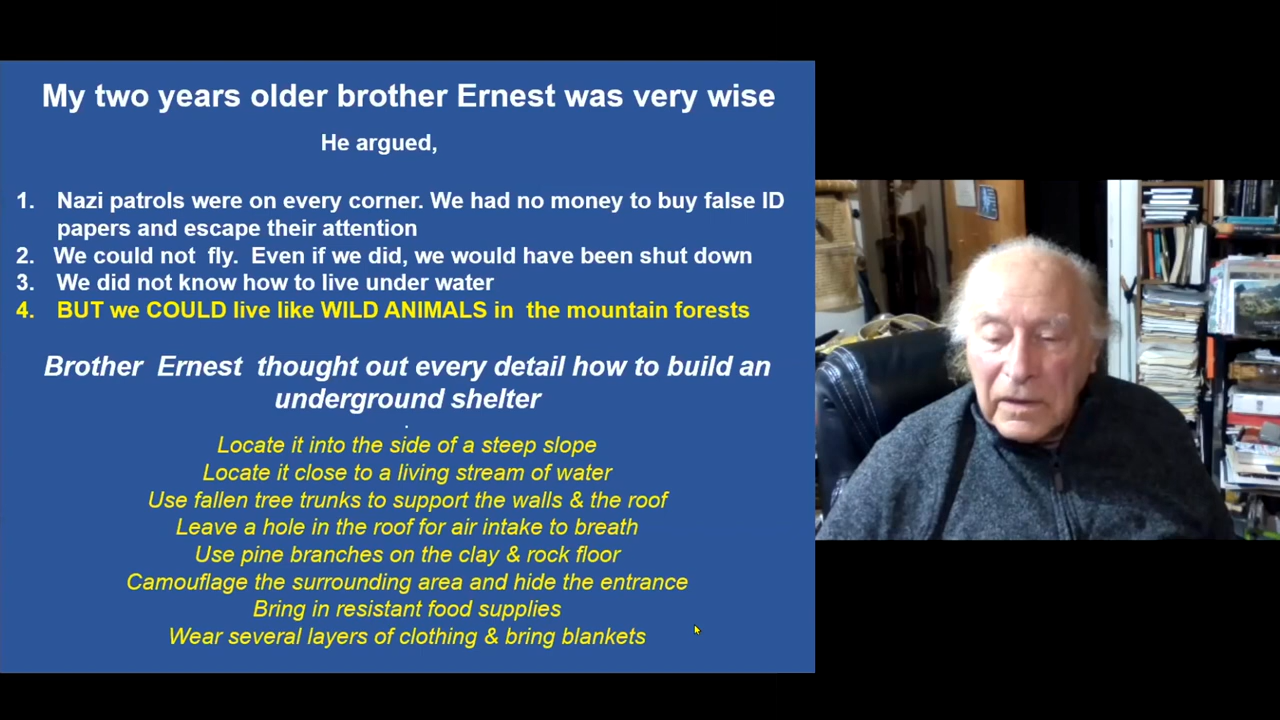 My two years older brother Ernest was very wise
He argued,
1. Nazi patrols were on every corner. We had no money to buy false ID
papers and escape their attention
2. We could not fly. Even if we did, we would have been shut down
3. We did not know how to live under water
4. BUT we COULD live like WILD ANIMALS in the mountain forests
Brother Ernest thought out every detail how to build an
underground shelter
.
Locate it into the side of a steep slope
Locate it close to a living stream of water
Use fallen tree trunks to support the walls & the roof
Leave a hole in the roof for air intake to breath
Use pine branches on the clay & rock floor
Camouflage the surrounding area and hide the entrance
Bring in resistant food supplies
Wear several layers of clothing & bring blankets